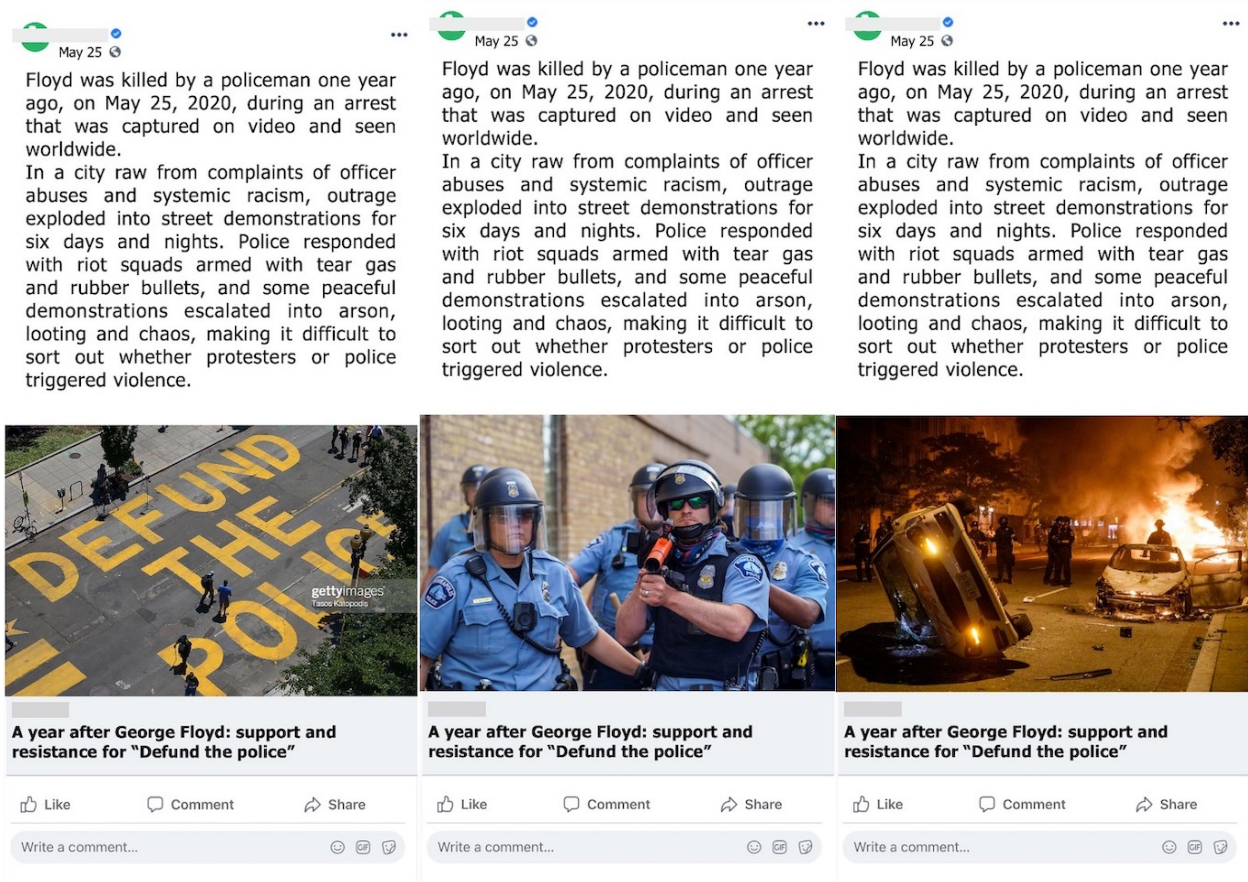 May 25
Floyd was killed by a policeman one year
ago, on May 25, 2020, during an arrest
that was captured on video and seen
worldwide.
In a city raw from complaints of officer
abuses and systemic racism, outrage
exploded into street demonstrations for
six days and nights. Police responded
with riot squads armed with tear gas
and rubber bullets, and some peaceful
demonstrations escalated into arson,
looting and chaos, making it difficult to
sort out whether protesters or police
triggered violence.
DEFUND
THE
POLICE
gettyimages
Tasos Katopodis
A year after George Floyd: support and
resistance for “Defund the police”
Like Comment Share
Write a comment... GIF
May 25
Floyd was killed by a policeman one year
ago, on May 25, 2020, during an arrest
that was captured on video and seen
worldwide.
In a city raw from complaints of officer
abuses and systemic racism, outrage
exploded into street demonstrations for
six days and nights. Police responded
with riot squads armed with tear gas
and rubber bullets, and some peaceful
demonstrations escalated into arson,
looting and chaos, making it difficult to
sort out whether protesters or police
triggered violence.
A year after George Floyd: support and
resistance for “Defund the police”
Like Comment Share
Write a comment... GIF
May 25
Floyd was killed by a policeman one year
ago, on May 25, 2020, during an arrest
that was captured on video and seen
worldwide.
In a city raw from complaints of officer
abuses and systemic racism, outrage
exploded into street demonstrations for
six days and nights. Police responded
with riot squads armed with tear gas
and rubber bullets, and some peaceful
demonstrations escalated into arson,
looting and chaos, making it difficult to
sort out whether protesters or police
triggered violence.
A year after George Floyd: support and
resistance for “Defund the police”
Like Comment Share
Write a comment... GIF